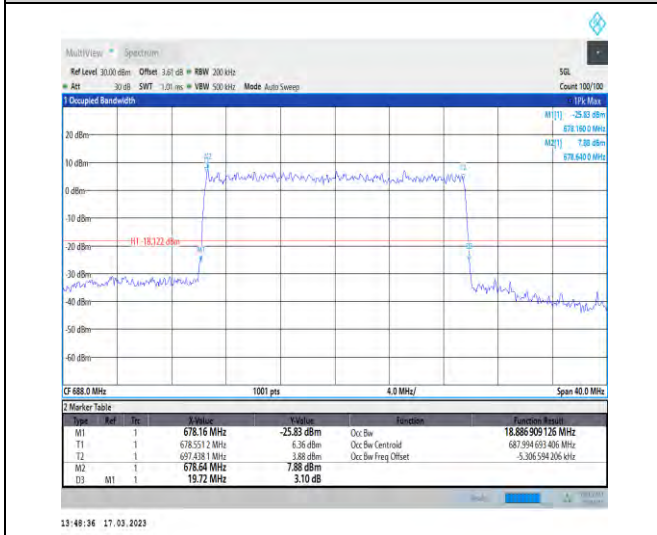 MultiView Spectrum
Ref Level 30.00 dBm Offset 3.61 dB RBW 200 kHz SGL
Att 30 dB SWT 1.01 ms VBW 500 kHz Mode Auto Sweep Count 100/100
1 Occupied Bandwidth 1Pk Max
M1[1] -25.83 dBm
678.160 0 MHz
M2[1] 7.88 dBm
678.640 0 MHz
20 dBm
10 dBm
0 dBm
-10 dBm
H1 -18.122 dBm
-20 dBm
M1
-30 dBm
-40 dBm
-50 dBm
-60 dBm
CF 688.0 MHz 1001 pts 4.0 MHz/ Span 40.0 MHz
2 Marker Table
Type Ref Trc X-Value Y-Value Function Function Result
M1 1 678.16 MHz -25.83 dBm Occ Bw 18.886 909 126 MHz
T1 1 678.551 2 MHz 6.36 dBm Occ Bw Centroid 687.994 693 406 MHz
T2 1 697.438 1 MHz 3.88 dBm Occ Bw Freq Offset -5.306 594 206 kHz
M2 1 678.64 MHz 7.88 dBm
D3 M1 1 19.72 MHz 3.10 dB
13:48:36 17.03.2023